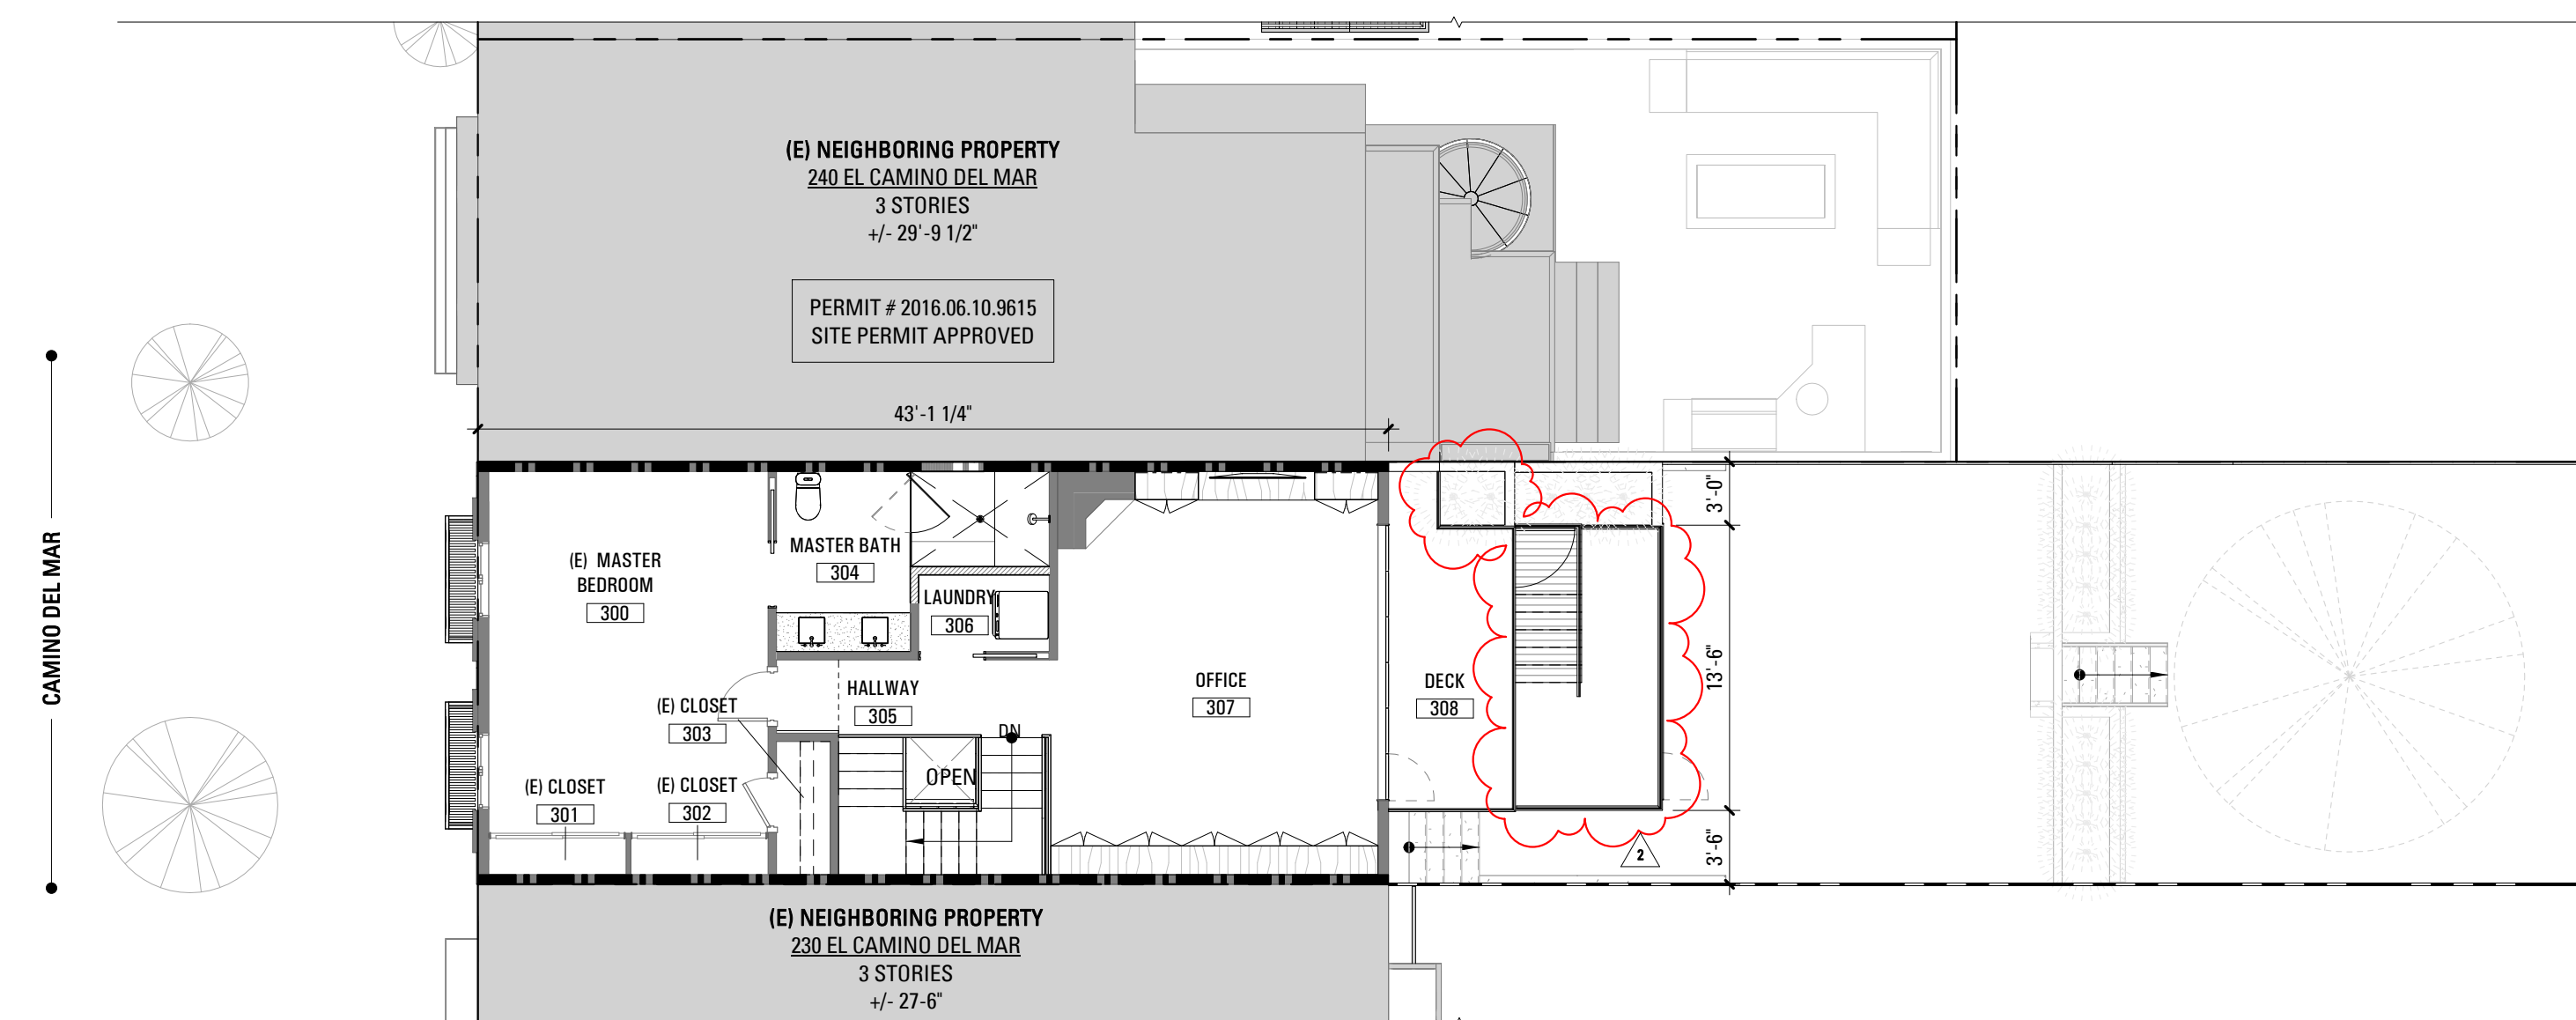 (E) NEIGHBORING PROPERTY
240 EL CAMINO DEL MAR
3 STORIES
+/- 29'-9 1/2"
PERMIT # 2016.06.10.9615
SITE PERMIT APPROVED
43'-1 1/4"
CAMINO DEL MAR
(E) MASTER
BEDROOM
300
MASTER BATH
304
LAUNDRY
306
HALLWAY
305
(E) CLOSET
303
(E) CLOSET
301
(E) CLOSET
302
DN
OPEN
OFFICE
307
DECK
308
3'-0"
13'-6"
3'-6"
2
(E) NEIGHBORING PROPERTY
230 EL CAMINO DEL MAR
3 STORIES
+/- 27-6"